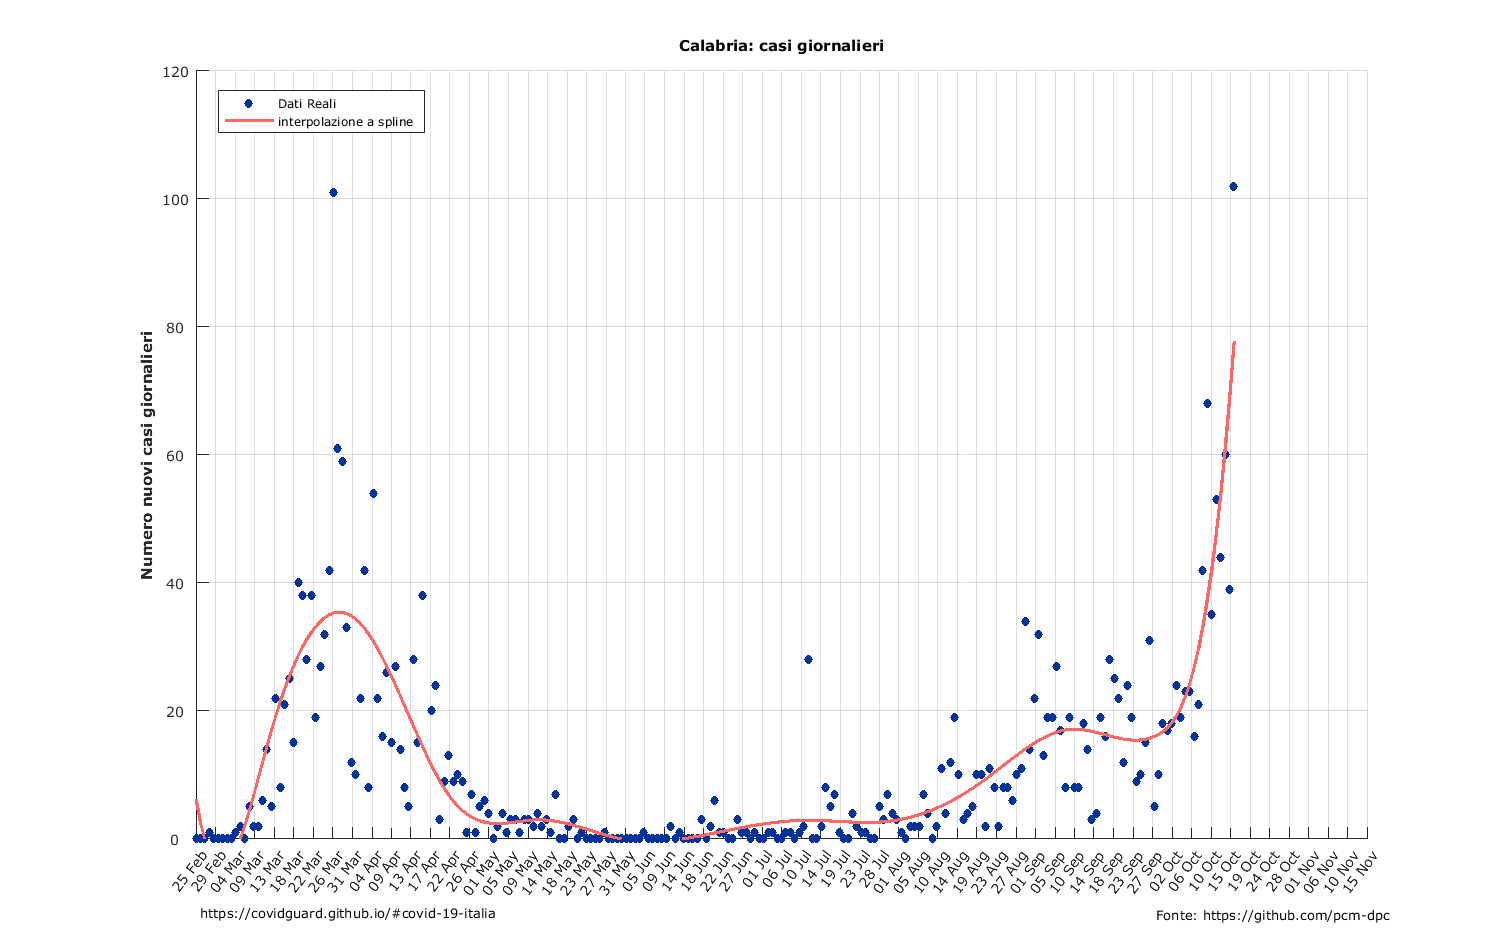 Calabria: casi giornalieri
Dati Reali
interpolazione a spline
Numero nuovi casi giornalieri
120
100
80
60
40
20
0
25 Feb
29 Feb
04 Mar
09 Mar
13 Mar
18 Mar
22 Mar
26 Mar
31 Mar
04 Apr
09 Apr
13 Apr
17 Apr
22 Apr
26 Apr
01 May
05 May
09 May
14 May
18 May
23 May
27 May
31 May
05 Jun
09 Jun
14 Jun
18 Jun
22 Jun
27 Jun
01 Jul
06 Jul
10 Jul
14 Jul
19 Jul
23 Jul
28 Jul
01 Aug
05 Aug
10 Aug
14 Aug
19 Aug
23 Aug
27 Aug
01 Sep
05 Sep
10 Sep
14 Sep
18 Sep
23 Sep
27 Sep
02 Oct
06 Oct
10 Oct
15 Oct
19 Oct
24 Oct
28 Oct
01 Nov
06 Nov
10 Nov
15 Nov
https://covidguard.github.io/#covid-19-italia
Fonte: https://github.com/pcm-dpc